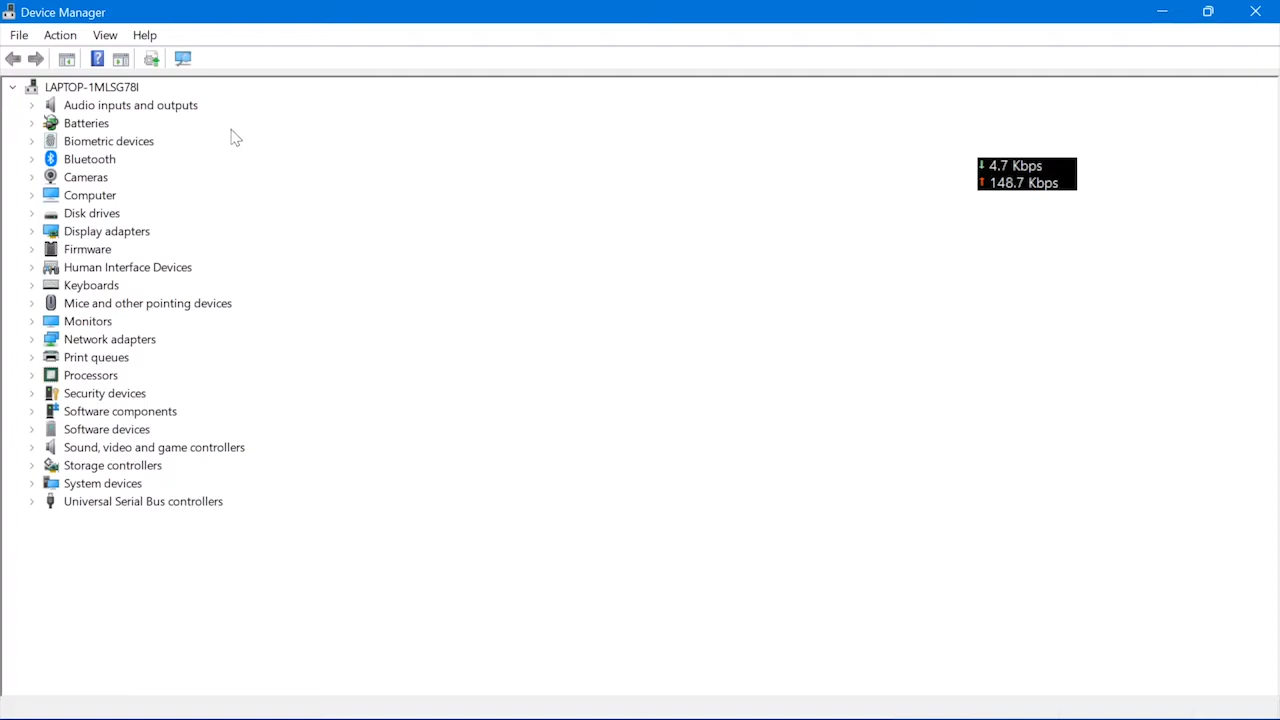 Device Manager
File Action View Help
LAPTOP-1MLSG78I
Audio inputs and outputs
Batteries
Biometric devices
Bluetooth
Cameras
Computer
Disk drives
Display adapters
Firmware
Human Interface Devices
Keyboards
Mice and other pointing devices
Monitors
Network adapters
Print queues
Processors
Security devices
Software components
Software devices
Sound, video and game controllers
Storage controllers
System devices
Universal Serial Bus controllers
4.7 Kbps
148.7 Kbps